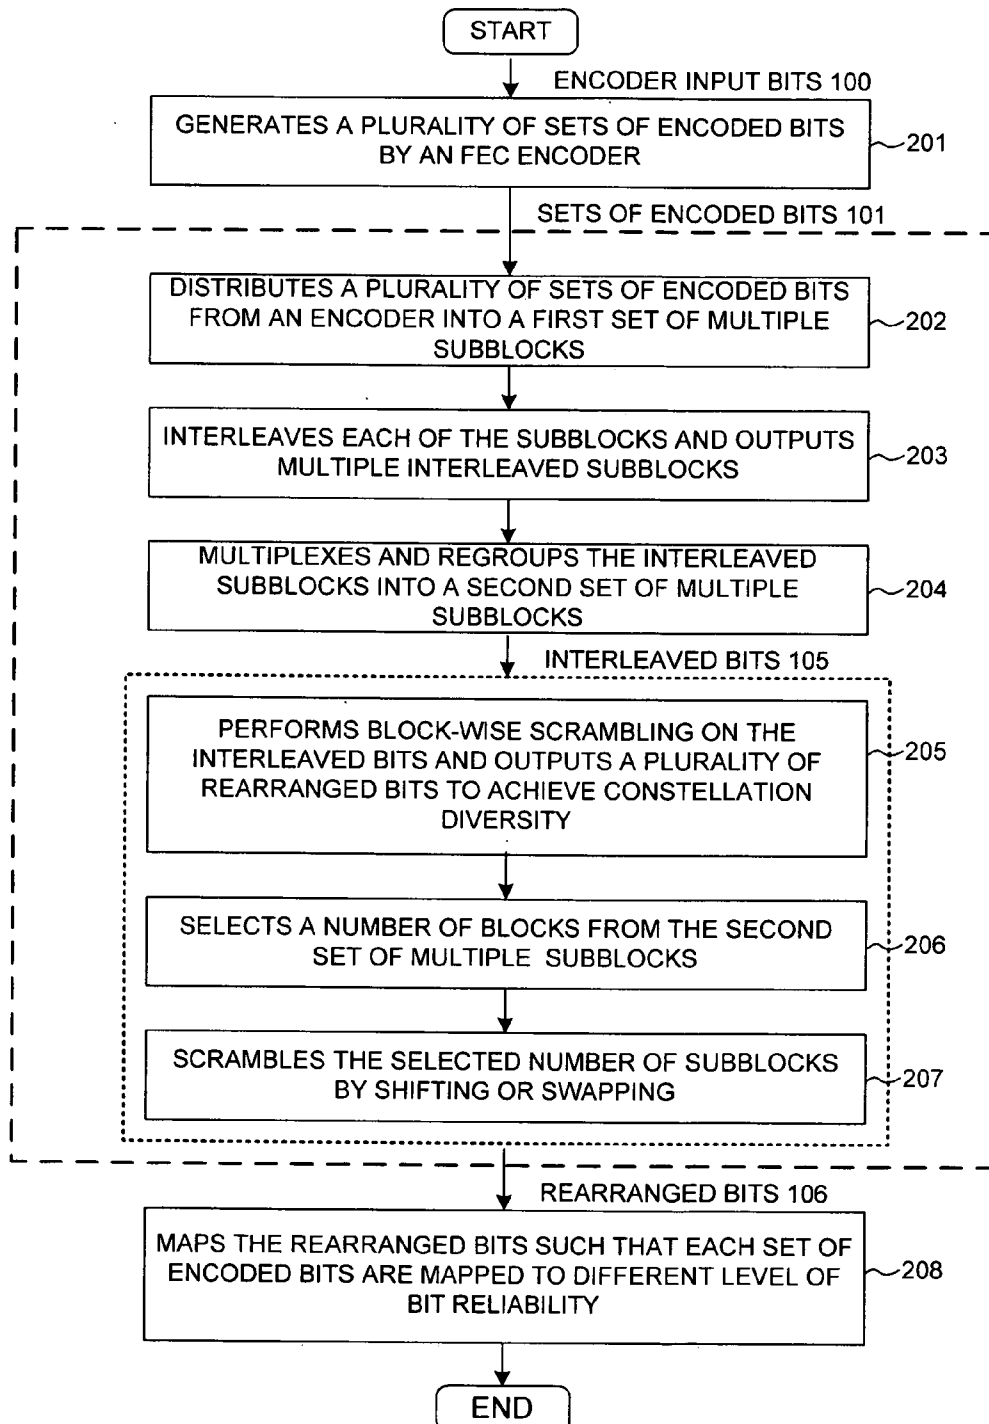 START
ENCODER INPUT BITS 100
GENERATES A PLURALITY OF SETS OF ENCODED BITS
BY AN FEC ENCODER
201
SETS OF ENCODED BITS 101
DISTRIBUTES A PLURALITY OF SETS OF ENCODED BITS
FROM AN ENCODER INTO A FIRST SET OF MULTIPLE
SUBBLOCKS
202
INTERLEAVES EACH OF THE SUBBLOCKS AND OUTPUTS
MULTIPLE INTERLEAVED SUBBLOCKS
203
MULTIPLEXES AND REGROUPS THE INTERLEAVED
SUBBLOCKS INTO A SECOND SET OF MULTIPLE
SUBBLOCKS
204
INTERLEAVED BITS 105
PERFORMS BLOCK-WISE SCRAMBLING ON THE
INTERLEAVED BITS AND OUTPUTS A PLURALITY OF
REARRANGED BITS TO ACHIEVE CONSTELLATION
DIVERSITY
205
SELECTS A NUMBER OF BLOCKS FROM THE SECOND
SET OF MULTIPLE SUBBLOCKS
206
SCRAMBLES THE SELECTED NUMBER OF SUBBLOCKS
BY SHIFTING OR SWAPPING
207
REARRANGED BITS 106
MAPS THE REARRANGED BITS SUCH THAT EACH SET OF
ENCODED BITS ARE MAPPED TO DIFFERENT LEVEL OF
BIT RELIABILITY
208
END